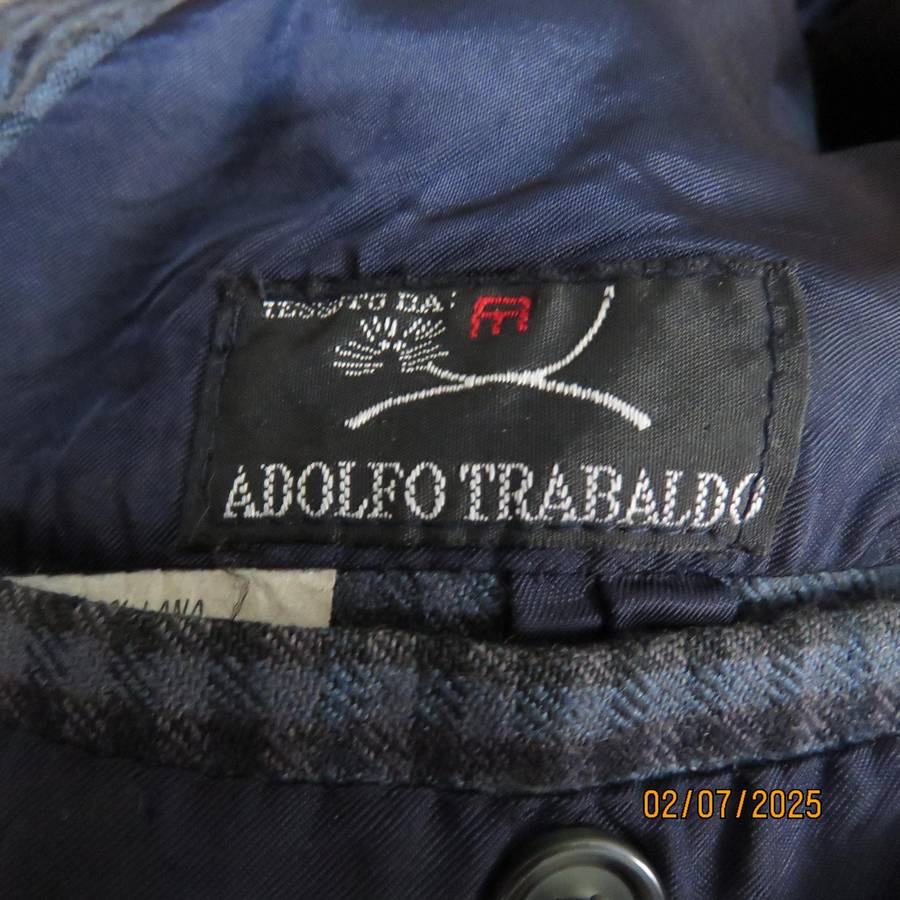 TESSUTO DA:
ADOLFO TRABALDO
% LANA
02/07/2025